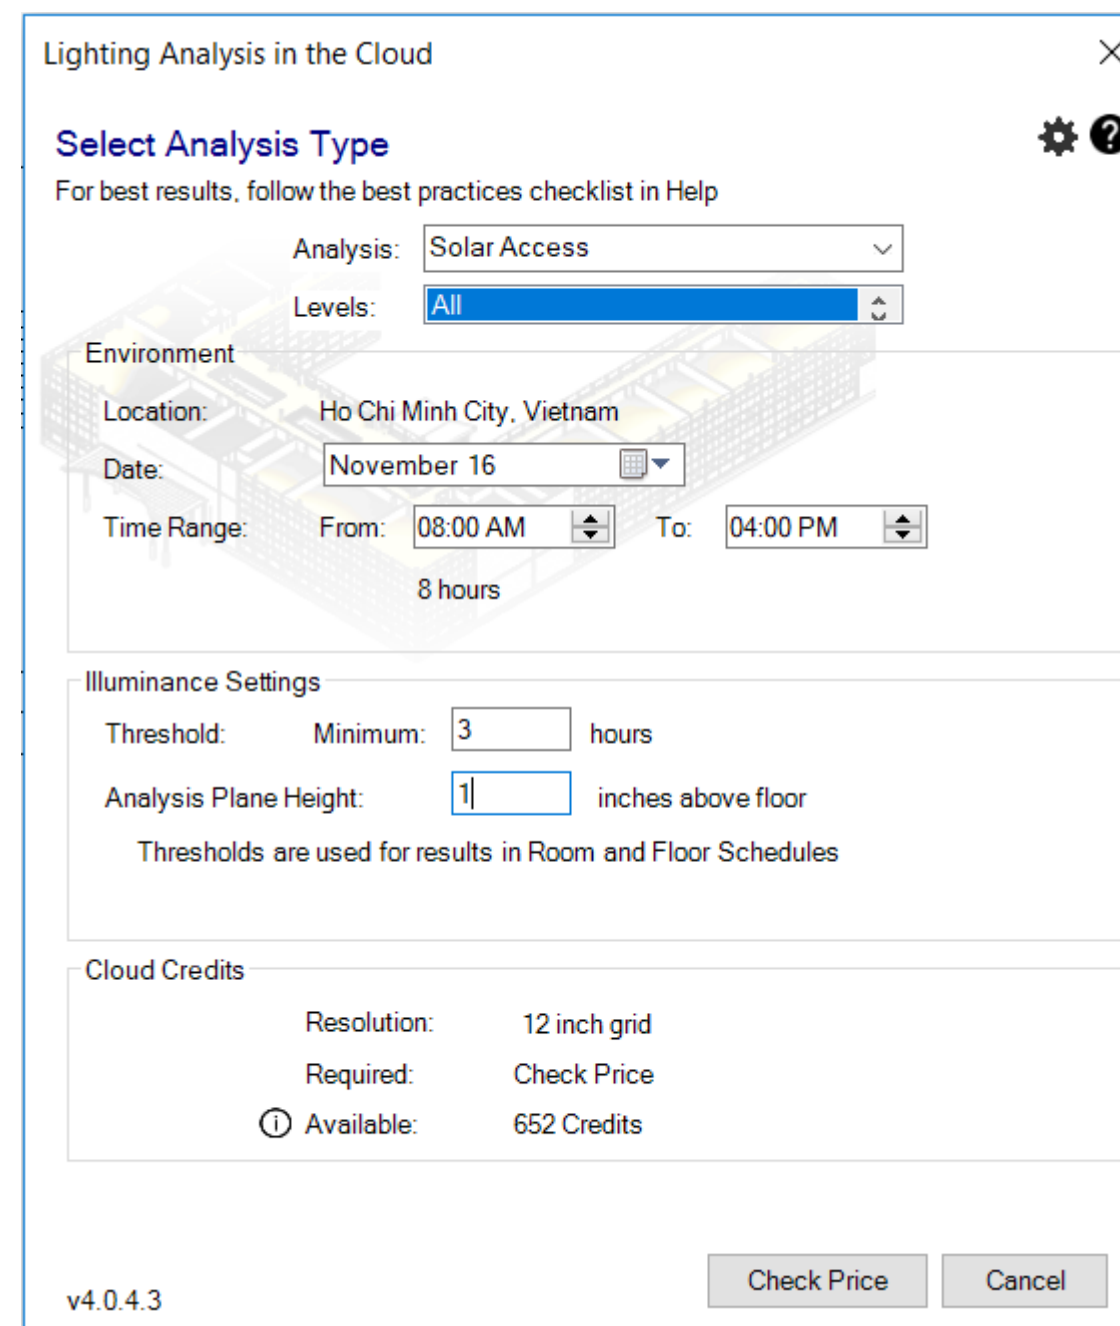 Lighting Analysis in the Cloud
Select Analysis Type
For best results, follow the best practices checklist in Help
Analysis: Solar Access
Levels: All
Environment
Location: Ho Chi Minh City, Vietnam
Date: November 16
Time Range: From: 08:00 AM To: 04:00 PM
8 hours
Illuminance Settings
Threshold: Minimum: 3 hours
Analysis Plane Height: 1 inches above floor
Thresholds are used for results in Room and Floor Schedules
Cloud Credits
Resolution: 12 inch grid
Required: Check Price
Available: 652 Credits
Check Price Cancel
v4.0.4.3